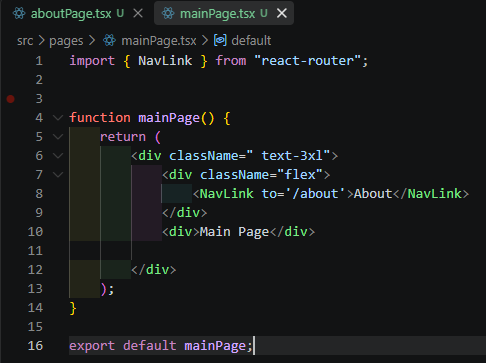 aboutPage.tsx U mainPage.tsx U ×
src > pages > mainPage.tsx > default
1 import { NavLink } from "react-router";
2
3
4 function mainPage() {
5     return (
6         <div className=" text-3xl">
7             <div className="flex">
8                 <NavLink to='/about'>About</NavLink>
9             </div>
10             <div>Main Page</div>
11
12         </div>
13     );
14 }
15
16 export default mainPage;